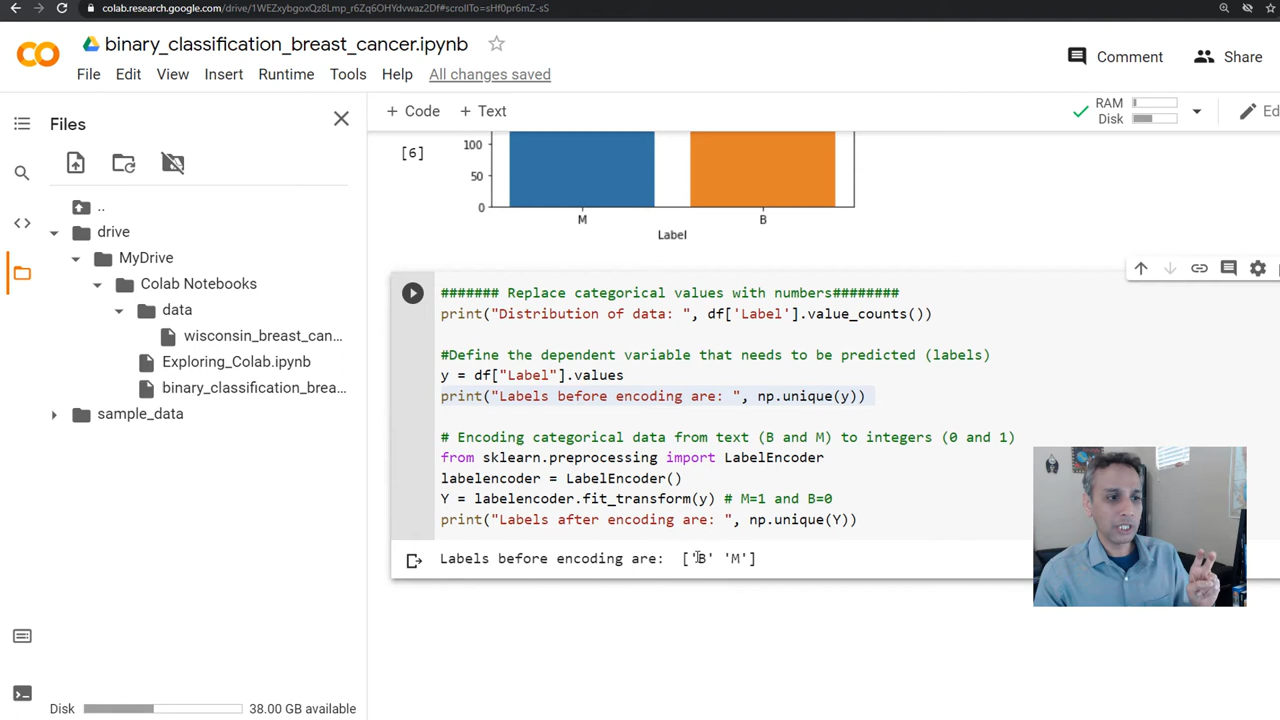 colab.research.google.com/drive/1WEZxybgoxQz8Lmp_r6Zq6OHYdvwaz2Df#scrollTo=sHf0pr6mZ-sS
binary_classification_breast_cancer.ipynb
Comment
Share
File Edit View Insert Runtime Tools Help All changes saved
Files
+ Code + Text
RAM
Disk
..
drive
MyDrive
Colab Notebooks
data
wisconsin_breast_can...
Exploring_Colab.ipynb
binary_classification_brea...
sample_data
[6]
100
50
0
M B
Label
####### Replace categorical values with numbers########
print("Distribution of data: ", df['Label'].value_counts())
#Define the dependent variable that needs to be predicted (labels)
y = df["Label"].values
print("Labels before encoding are: ", np.unique(y))
# Encoding categorical data from text (B and M) to integers (0 and 1)
from sklearn.preprocessing import LabelEncoder
labelencoder = LabelEncoder()
Y = labelencoder.fit_transform(y) # M=1 and B=0
print("Labels after encoding are: ", np.unique(Y))
Labels before encoding are: ['B' 'M']
Disk 38.00 GB available